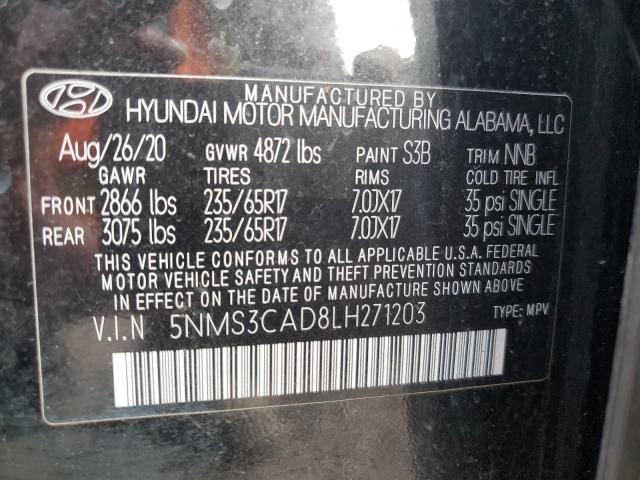 MANUFACTURED BY
HYUNDAI MOTOR MANUFACTURING ALABAMA, LLC
Aug/26/20 GVWR 4872 lbs PAINT S3B TRIM NNB
GAWR TIRES RIMS COLD TIRE INFL
FRONT 2866 lbs 235/65R17 7.0JX17 35 psi SINGLE
REAR 3075 lbs 235/65R17 7.0JX17 35 psi SINGLE
THIS VEHICLE CONFORMS TO ALL APPLICABLE U.S.A. FEDERAL
MOTOR VEHICLE SAFETY AND THEFT PREVENTION STANDARDS
IN EFFECT ON THE DATE OF MANUFACTURE SHOWN ABOVE.
V.I.N 5NMS3CAD8LH271203 TYPE: MPV